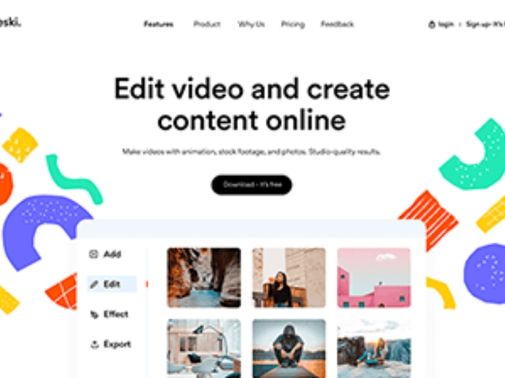 eski.
Features Product Why Us Pricing Feedback
login Sign up- It's
Edit video and create
content online
Make videos with animation, stock footage, and photos. Studio-quality results.
Download - It's free
Add
Edit
Effect
Export